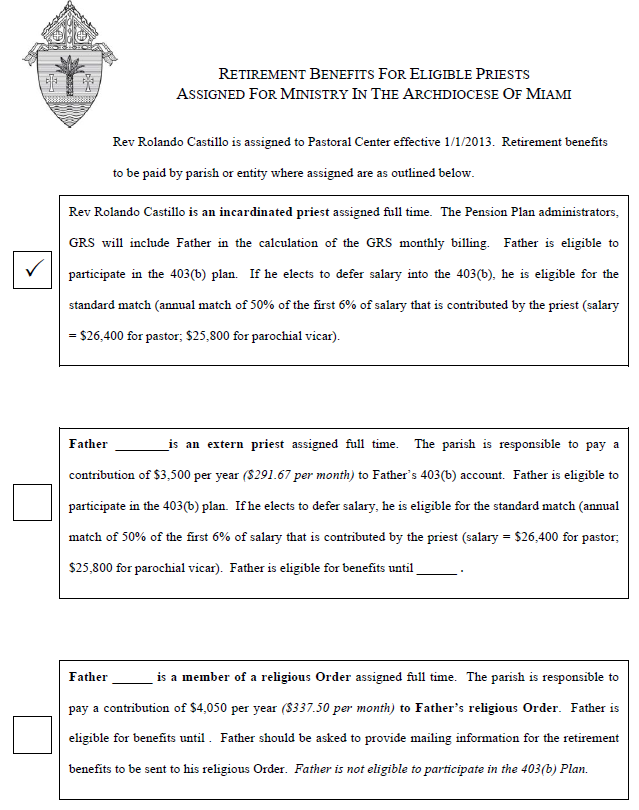 RETIREMENT BENEFITS FOR ELIGIBLE PRIESTS
ASSIGNED FOR MINISTRY IN THE ARCHDIOCESE OF MIAMI
Rev Rolando Castillo is assigned to Pastoral Center effective 1/1/2013. Retirement benefits
to be paid by parish or entity where assigned are as outlined below.
Rev Rolando Castillo is an incardinated priest assigned full time. The Pension Plan administrators,
GRS will include Father in the calculation of the GRS monthly billing. Father is eligible to
✓ participate in the 403(b) plan. If he elects to defer salary into the 403(b), he is eligible for the
standard match (annual match of 50% of the first 6% of salary that is contributed by the priest (salary
= $26,400 for pastor; $25,800 for parochial vicar).
Father ________is an extern priest assigned full time. The parish is responsible to pay a
contribution of $3,500 per year ($291.67 per month) to Father's 403(b) account. Father is eligible to
participate in the 403(b) plan. If he elects to defer salary, he is eligible for the standard match (annual
match of 50% of the first 6% of salary that is contributed by the priest (salary = $26,400 for pastor;
$25,800 for parochial vicar). Father is eligible for benefits until ______ .
Father ______ is a member of a religious Order assigned full time. The parish is responsible to
pay a contribution of $4,050 per year ($337.50 per month) to Father's religious Order. Father is
eligible for benefits until . Father should be asked to provide mailing information for the retirement
benefits to be sent to his religious Order. Father is not eligible to participate in the 403(b) Plan.